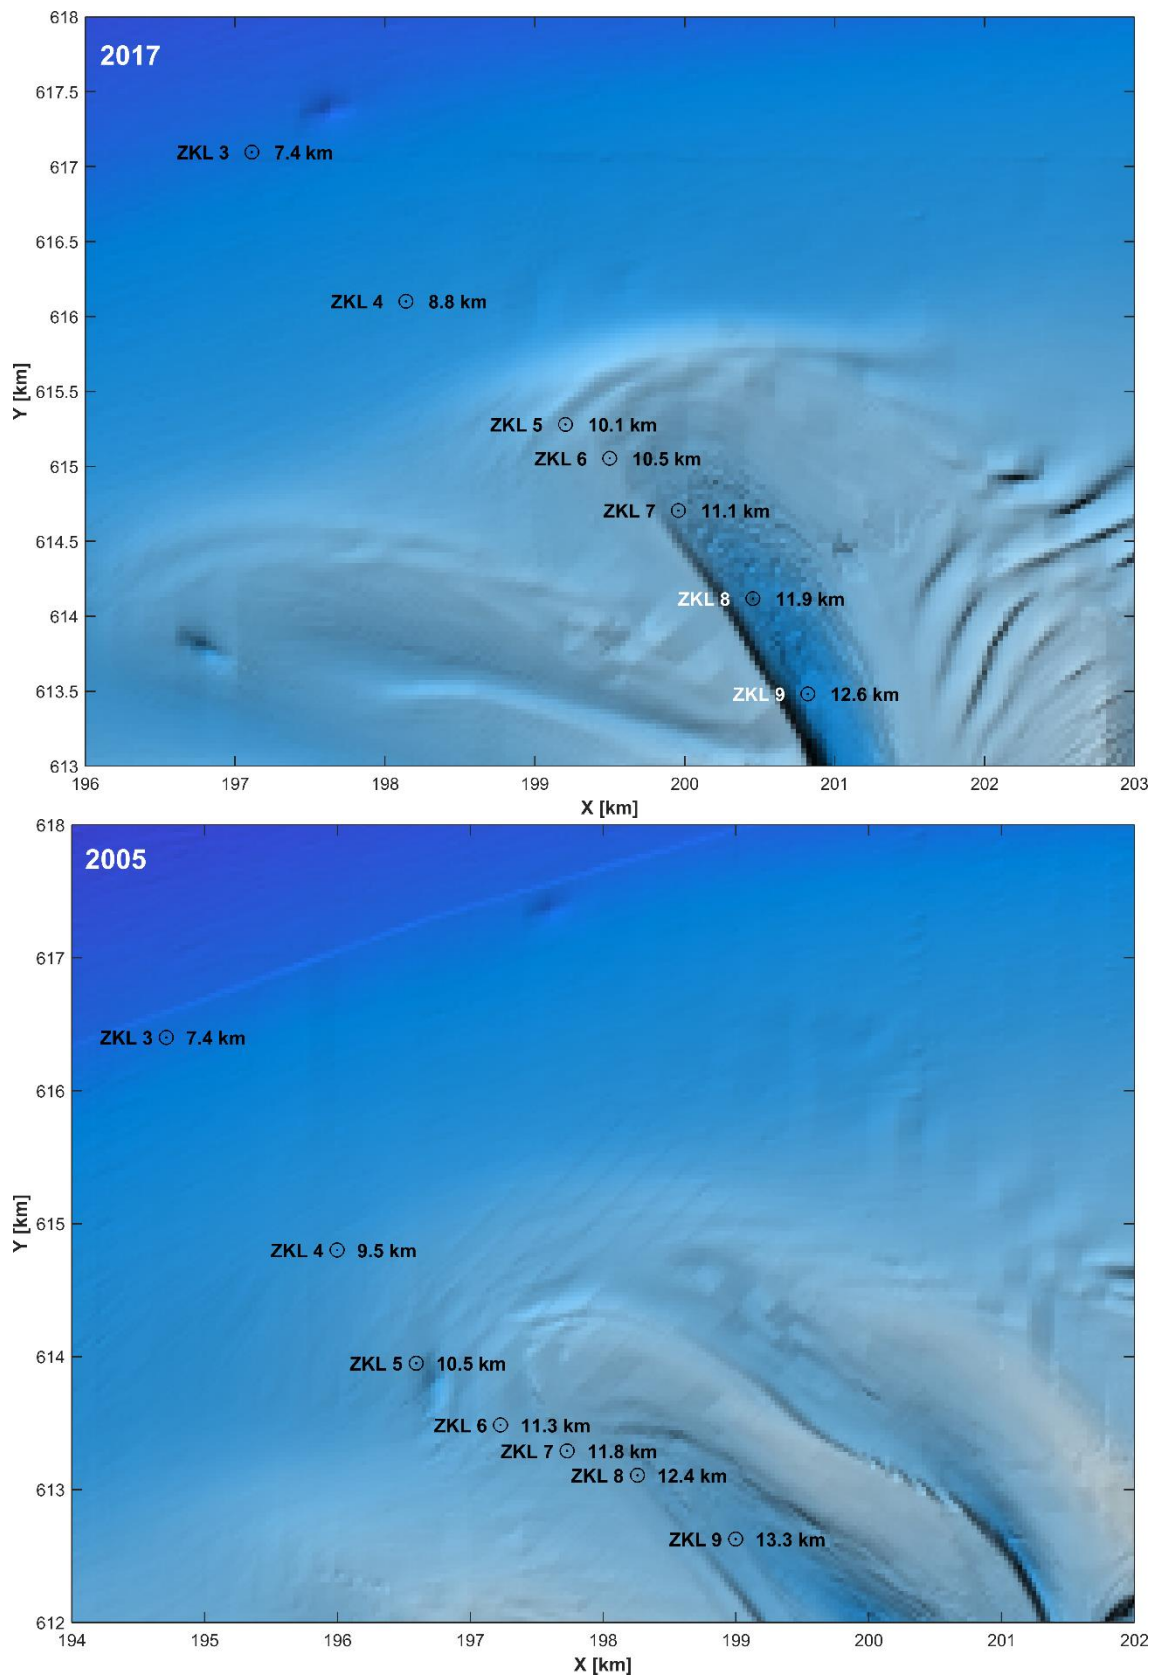 2017
618
617.5
ZKL 3 7.4 km
617
616.5
ZKL 4 8.8 km
616
Y [km]
615.5
ZKL 5 10.1 km
ZKL 6 10.5 km
615
ZKL 7 11.1 km
614.5
ZKL 8 11.9 km
614
ZKL 9 12.6 km
613.5
613
196 197 198 199 200 201 202 203
X [km]
618
2005
617
ZKL 3 7.4 km
616
Y [km]
615
ZKL 4 9.5 km
614
ZKL 5 10.5 km
ZKL 6 11.3 km
ZKL 7 11.8 km
ZKL 8 12.4 km
613
ZKL 9 13.3 km
612
194 195 196 197 198 199 200 201 202
X [km]